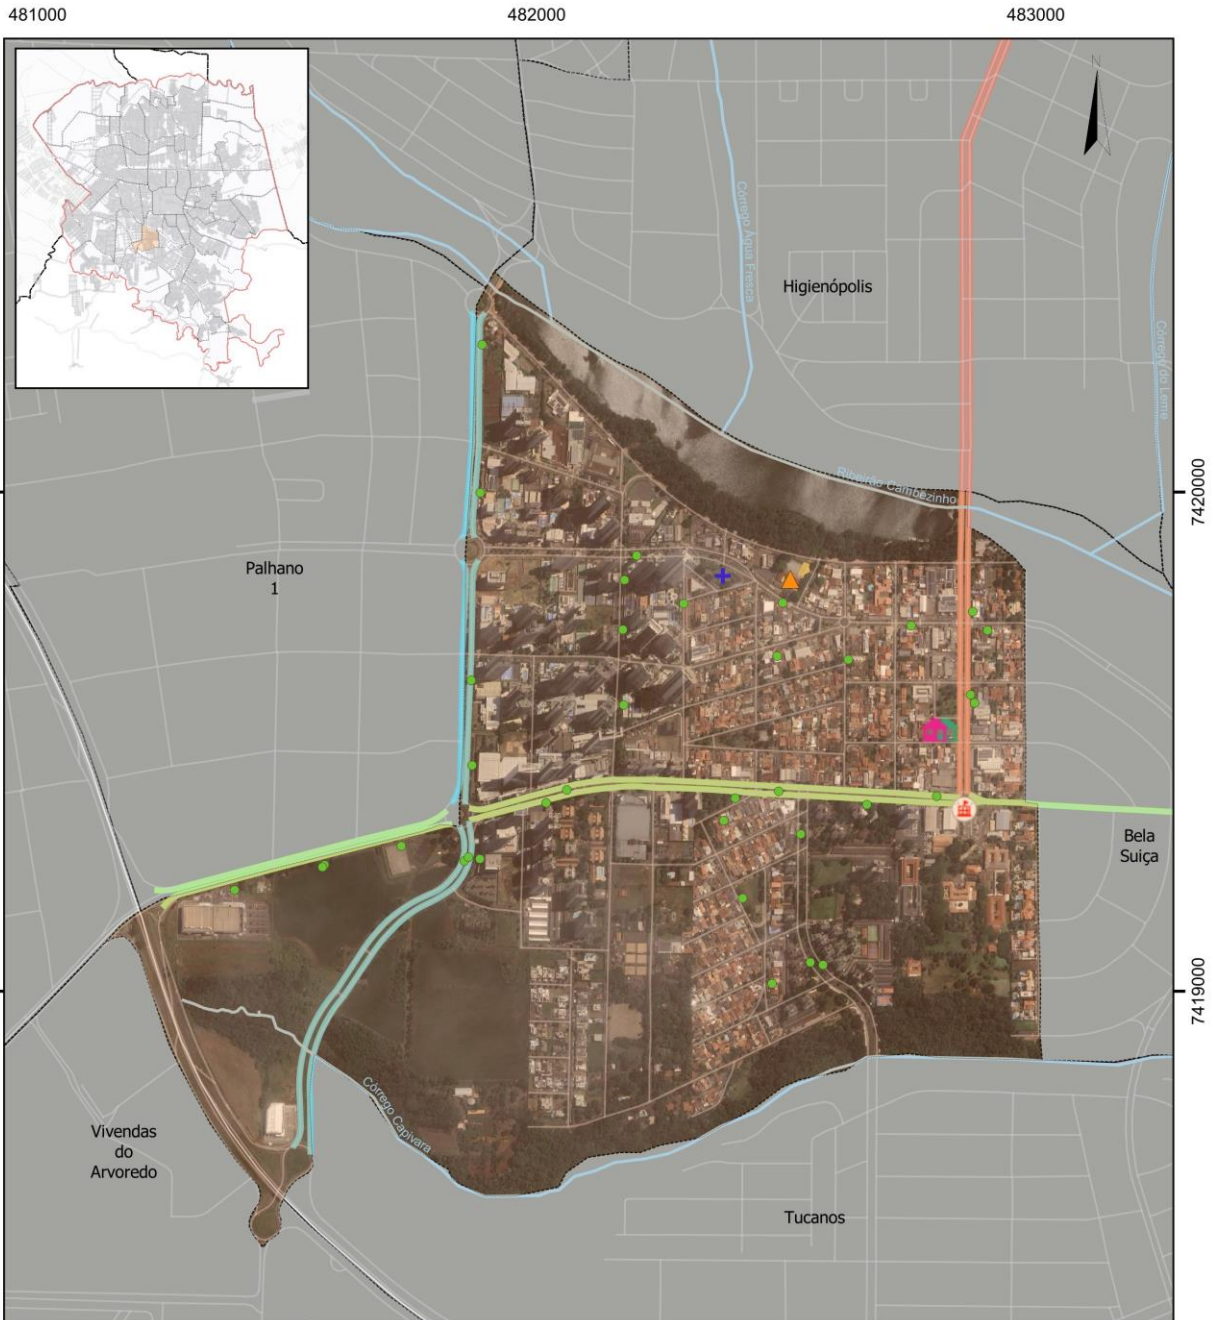 481000
482000
483000
N
Córrego Água Fresca
Higienópolis
Córrego do Leme
Ribeirão Cambezinho
7420000
Palhano
1
Bela
Suiça
7419000
Córrego Capivara
Vivendas
do
Arvoredo
Tucanos